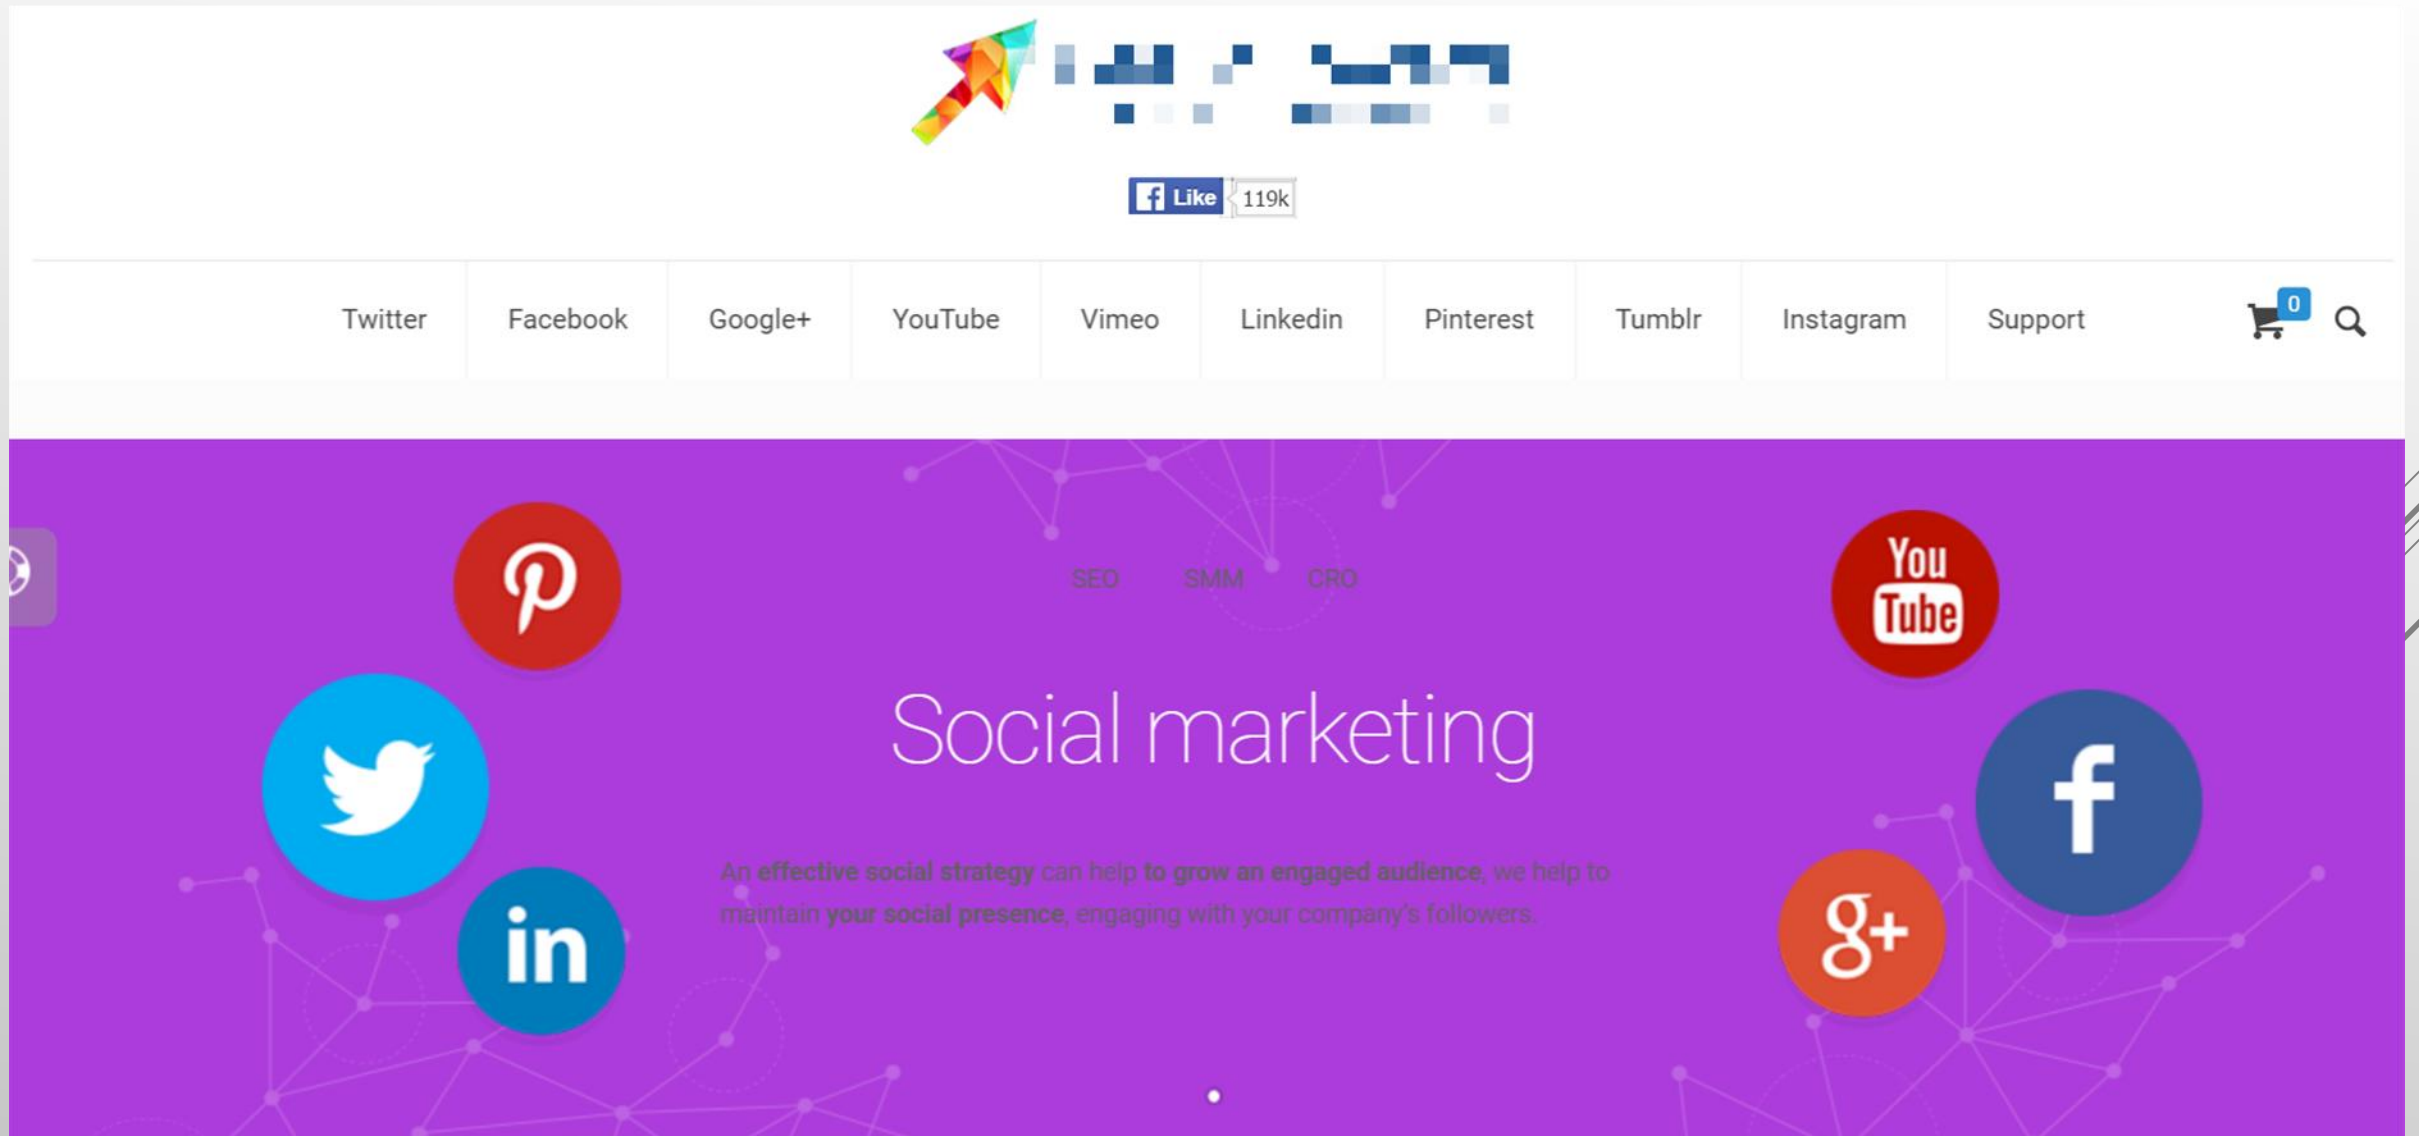 Like 119k
Twitter Facebook Google+ YouTube Vimeo Linkedin Pinterest Tumblr Instagram Support 0
SEO SMM CRO
You
Tube
Social marketing
An effective social strategy can help to grow an engaged audience, we help to
maintain your social presence, engaging with your company's followers.
in
g+